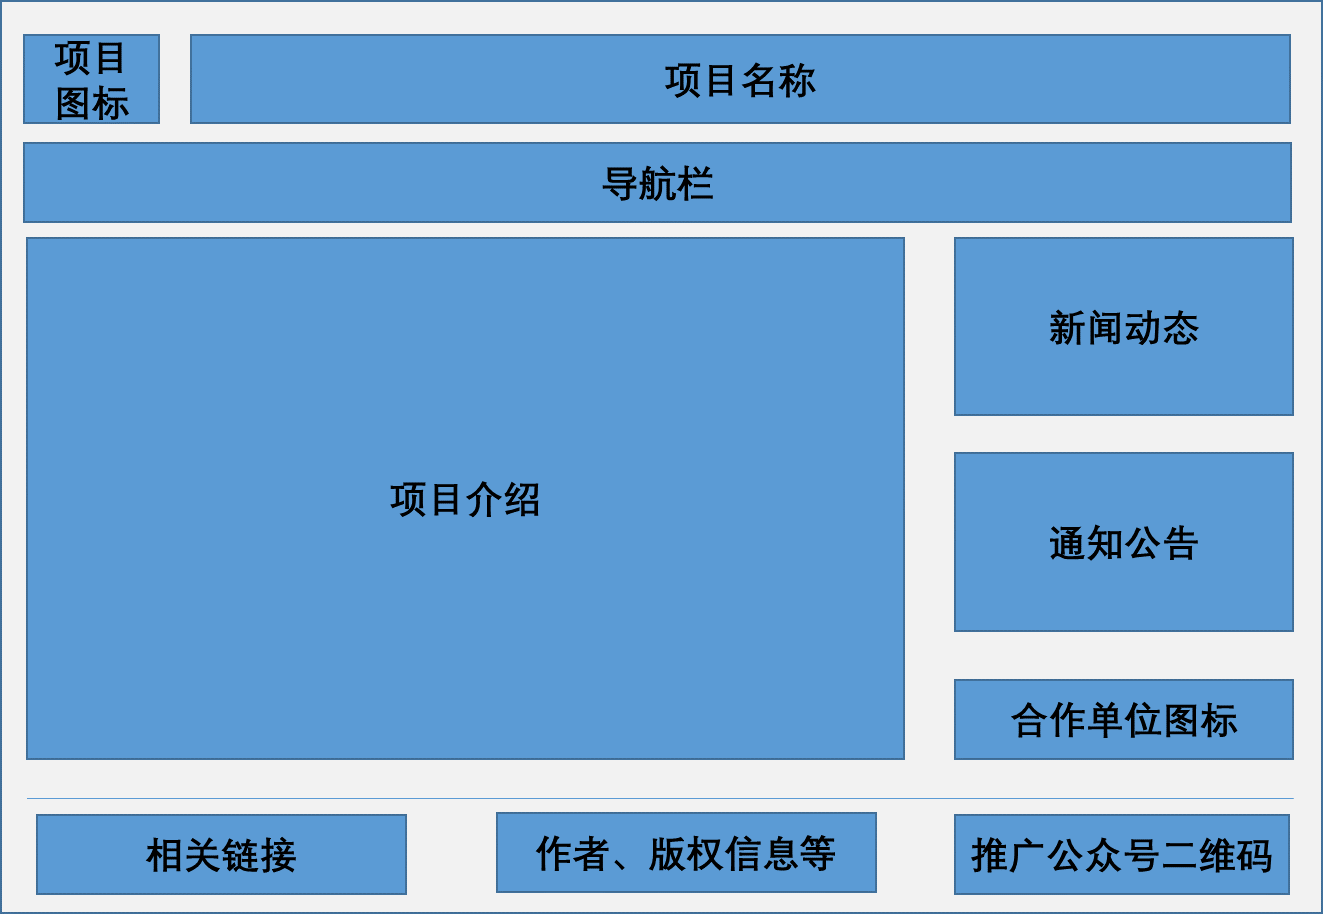 项目
图标
项目名称
导航栏
项目介绍
新闻动态
通知公告
合作单位图标
相关链接
作者、版权信息等
推广公众号二维码